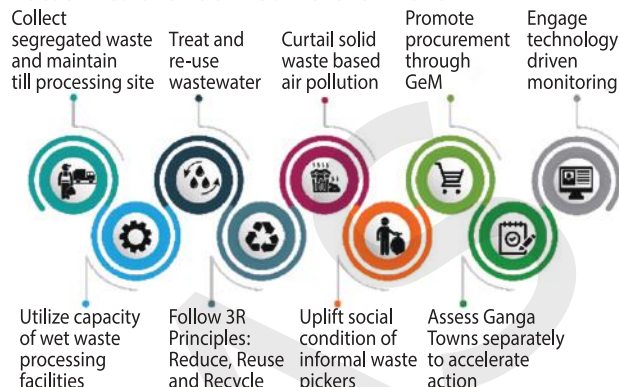 Collect
segregated waste
and maintain
till processing site
Treat and
re-use
wastewater
Curtail solid
waste based
air pollution
Promote
procurement
through
GeM
Engage
technology
driven
monitoring
Utilize capacity
of wet waste
processing
facilities
Follow 3R
Principles:
Reduce, Reuse
and Recycle
Uplift social
condition of
informal waste
pickers
Assess Ganga
Towns separately
to accelerate
action